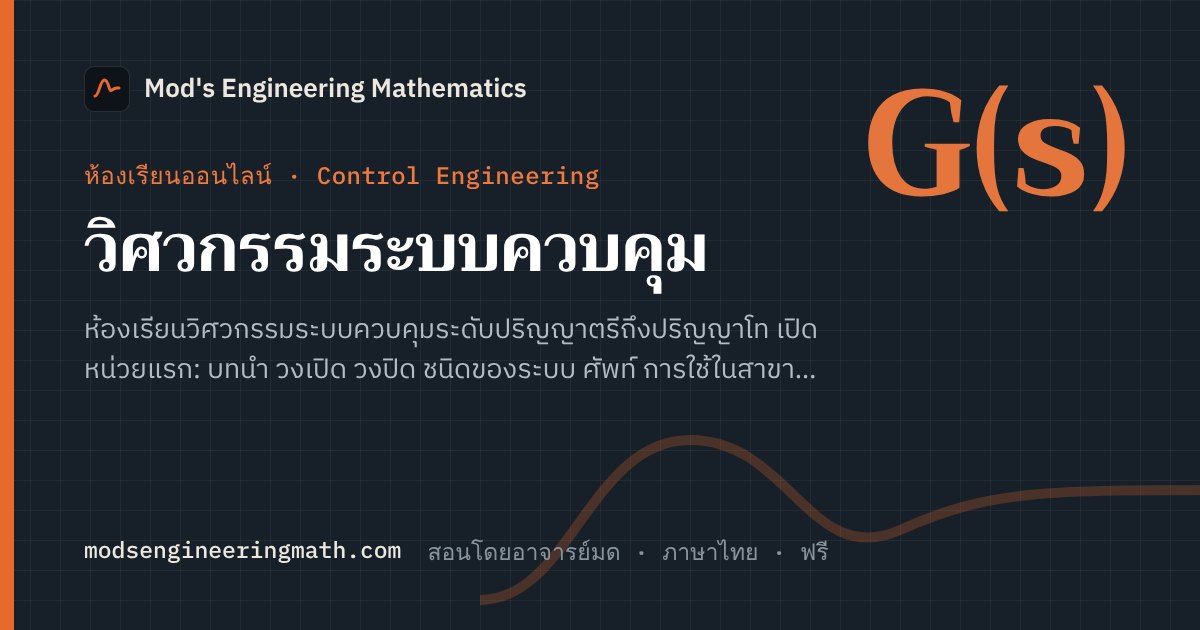 Mod's Engineering Mathematics
G(s)
ห้องเรียนออนไลน์ · Control Engineering
วิศวกรรมระบบควบคุม
ห้องเรียนวิศวกรรมระบบควบคุมระดับปริญญาตรีถึงปริญญาโท เปิด
หน่วยแรก: บทนำ วงเปิด วงปิด ชนิดของระบบ ศัพท์ การใช้ในสาขา...
modsengineeringmath.com สอนโดยอาจารย์มด · ภาษาไทย · ฟรี